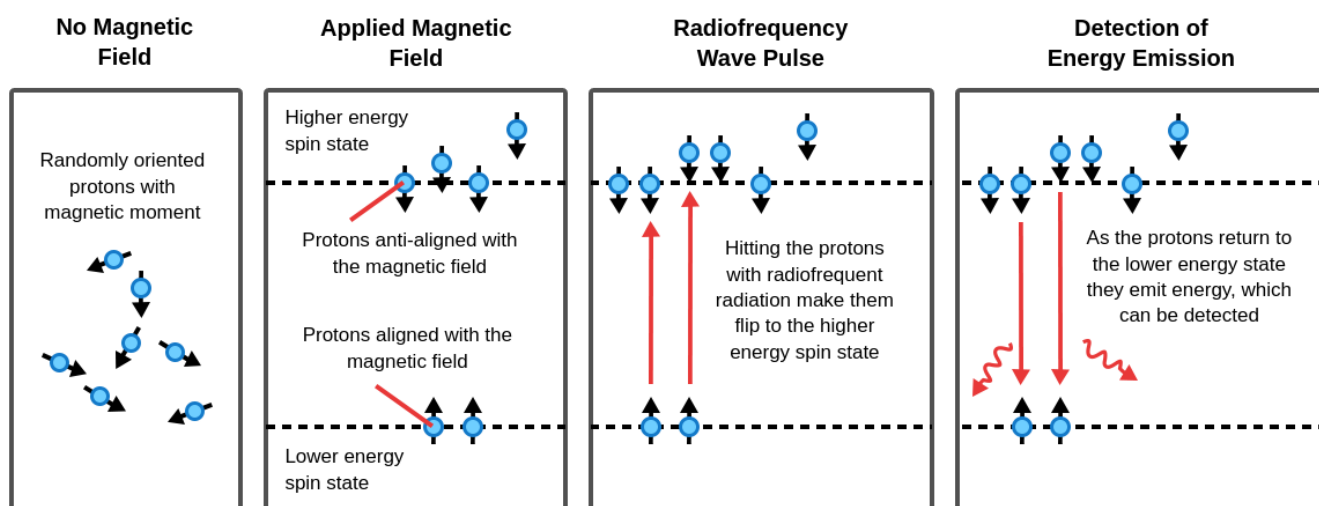 No Magnetic
Field
Randomly oriented
protons with
magnetic moment
Applied Magnetic
Field
Higher energy
spin state
Protons anti-aligned with
the magnetic field
Protons aligned with the
magnetic field
Lower energy
spin state
Radiofrequency
Wave Pulse
Hitting the protons
with radiofrequent
radiation make them
flip to the higher
energy spin state
Detection of
Energy Emission
As the protons return to
the lower energy state
they emit energy, which
can be detected